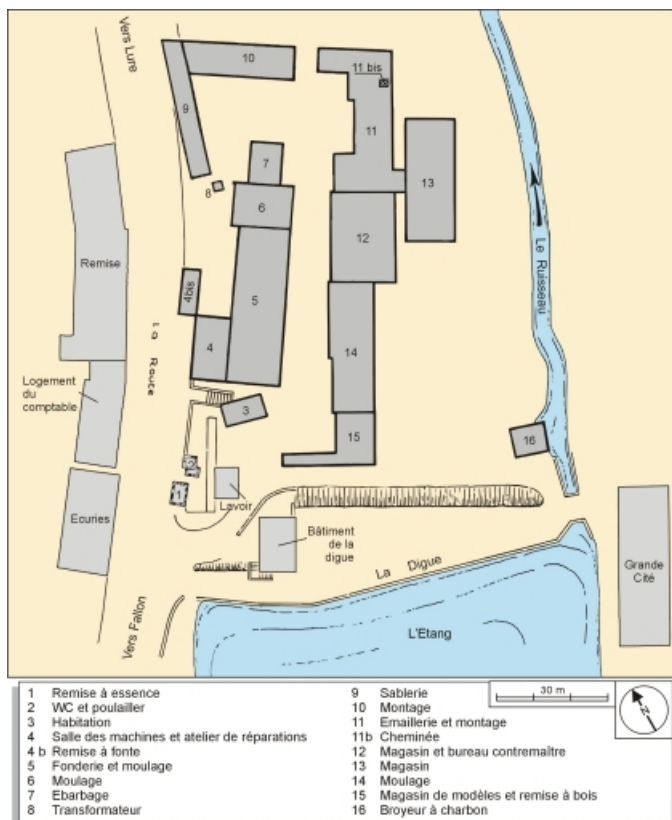 Vers Lure
10
11 bis
9
11
7
13
8
6
Remise
12
Le Ruisseau
4bis
5
La Route
4
14
Logement
du
comptable
3
15
16
2
1
Lavoir
Ecuries
Bâtiment
de la
digue
La Digue
Grande
Cité
Vers Fallon
L'Etang
1 Remise à essence
2 WC et poulailler
3 Habitation
4 Salle des machines et atelier de réparations
4 b Remise à fonte
5 Fonderie et moulage
6 Moulage
7 Ebarbage
8 Transformateur
9 Sablerie
10 Montage
11 Emaillerie et montage
11b Cheminée
12 Magasin et bureau contremaître
13 Magasin
14 Moulage
15 Magasin de modèles et remise à bois
16 Broyeur à charbon
30 m
N